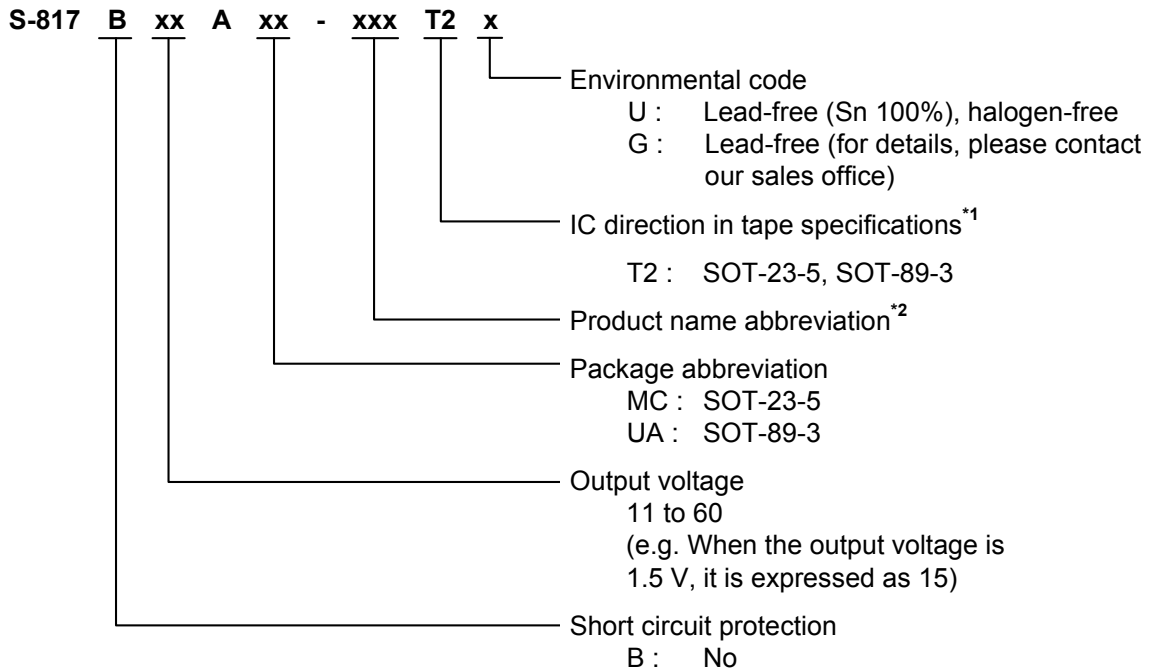 S-817 B xx A xx - xxx T2 x
Environmental code
U : Lead-free (Sn 100%), halogen-free
G : Lead-free (for details, please contact
our sales office)
IC direction in tape specifications*1
T2 : SOT-23-5, SOT-89-3
Product name abbreviation*2
Package abbreviation
MC : SOT-23-5
UA : SOT-89-3
Output voltage
11 to 60
(e.g. When the output voltage is
1.5 V, it is expressed as 15)
Short circuit protection
B : No